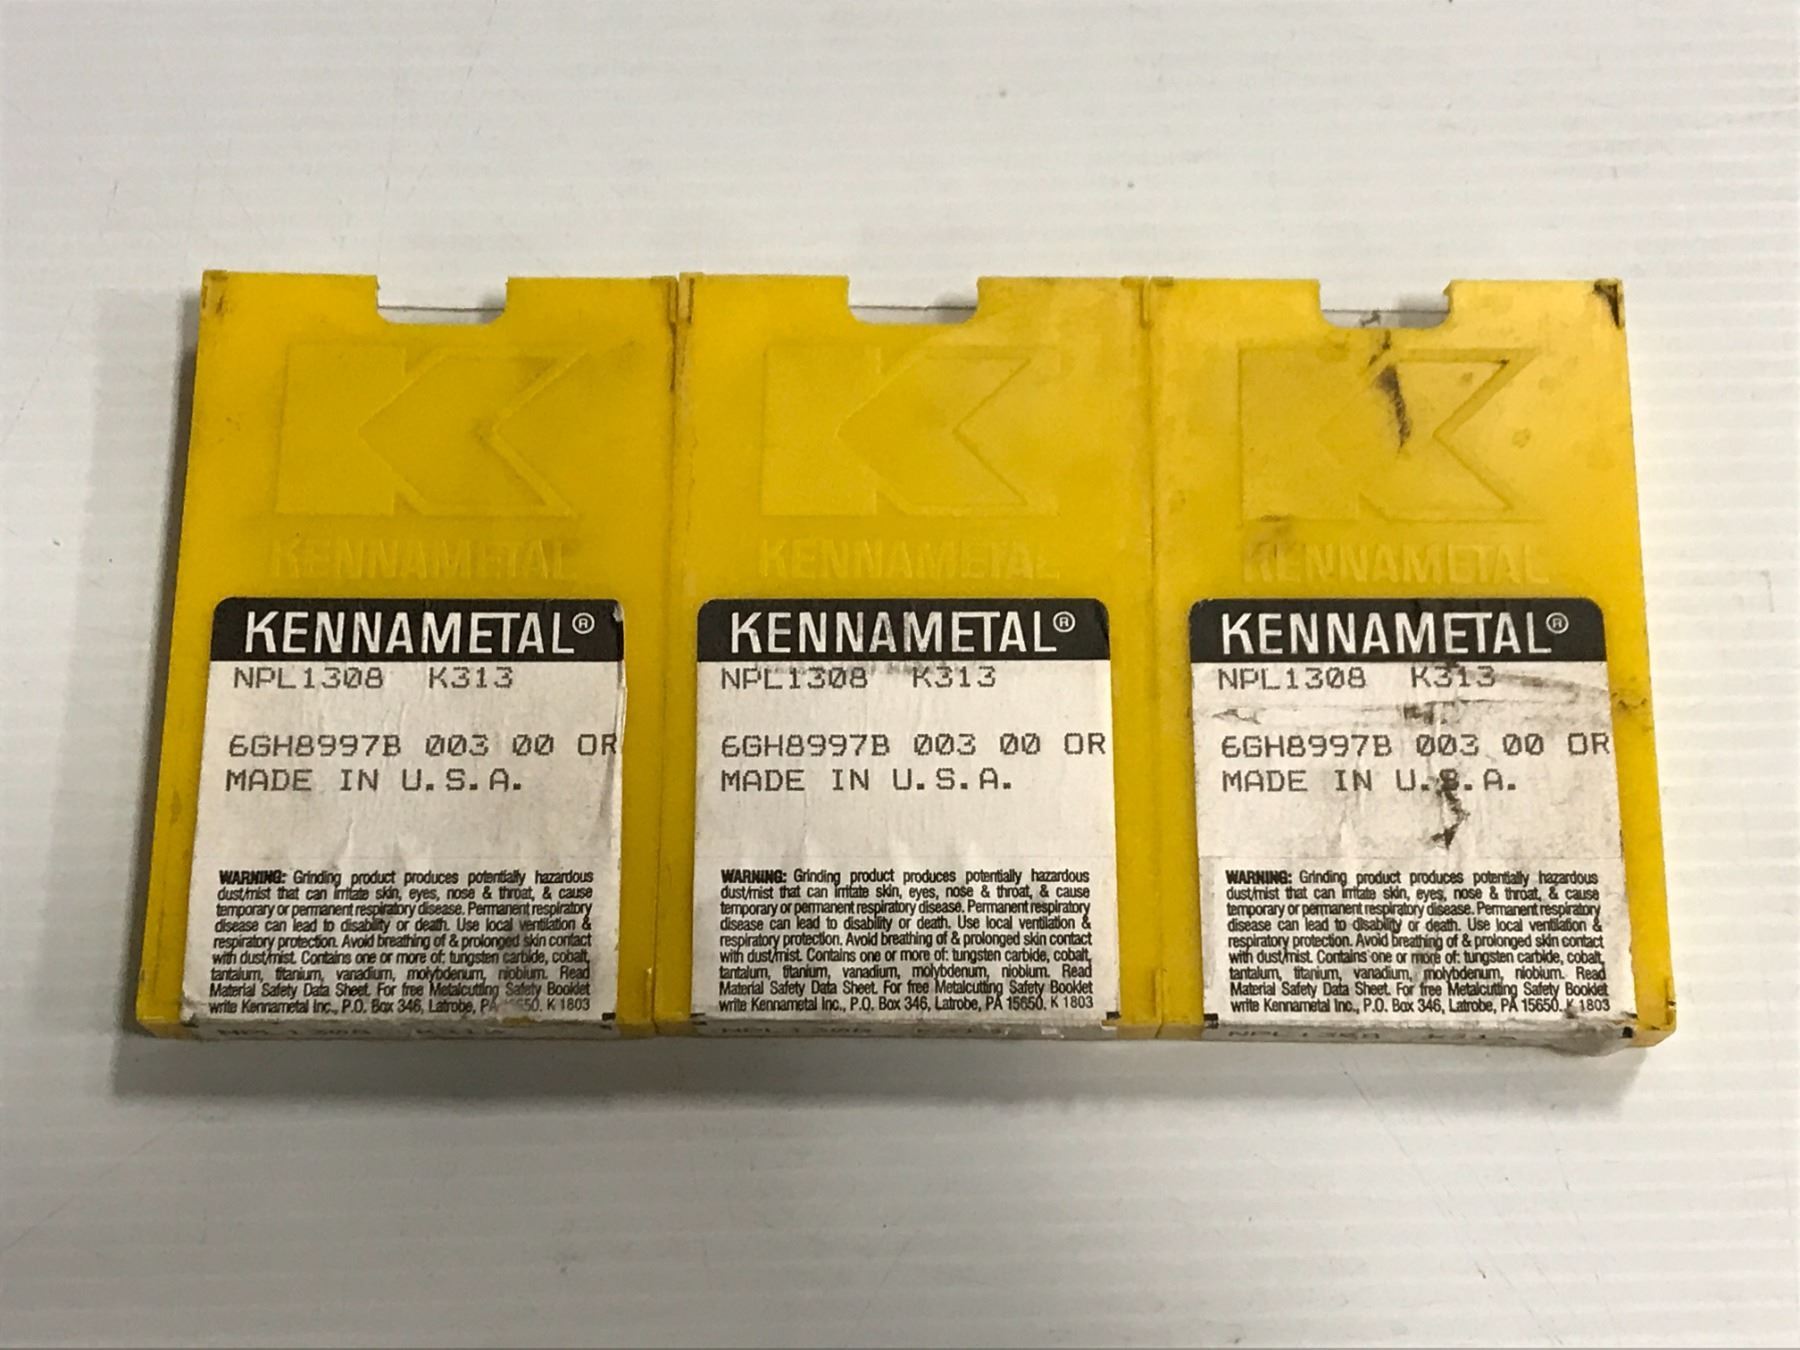 KENNAMETAL
KENNAMETAL®
NPL1308 K313
6GH8997B 003 00 OR
MADE IN U.S.A.
WARNING: Grinding product produces potentially hazardous
dust/mist that can irritate skin, eyes, nose & throat, & cause
temporary or permanent respiratory disease. Permanent respiratory
disease can lead to disability or death. Use local ventilation &
respiratory protection. Avoid breathing of & prolonged skin contact
with dust/mist. Contains one or more of: tungsten carbide, cobalt,
tantalum, titanium, vanadium, molybdenum, niobium. Read
Material Safety Data Sheet. For free Metalcutting Safety Booklet
write Kennametal Inc., P.O. Box 346, Latrobe, PA 650. K 1803
NPL1308 K313
KENNAMETAL
KENNAMETAL®
NPL1308 K313
6GH8997B 003 00 OR
MADE IN U.S.A.
WARNING: Grinding product produces potentially hazardous
dust/mist that can irritate skin, eyes, nose & throat, & cause
temporary or permanent respiratory disease. Permanent respiratory
disease can lead to disability or death. Use local ventilation &
respiratory protection. Avoid breathing of & prolonged skin contact
with dust/mist. Contains one or more of: tungsten carbide, cobalt,
tantalum, titanium, vanadium, molybdenum, niobium. Read
Material Safety Data Sheet. For free Metalcutting Safety Booklet
write Kennametal Inc., P.O. Box 346, Latrobe, PA 15650. K 1803
NPL1308 K313
KENNAMETAL
KENNAMETAL®
NPL1308 K313
6GH8997B 003 00 OR
MADE IN U.S.A.
WARNING: Grinding product produces potentially hazardous
dust/mist that can irritate skin, eyes, nose & throat, & cause
temporary or permanent respiratory disease. Permanent respiratory
disease can lead to disability or death. Use local ventilation &
respiratory protection. Avoid breathing of & prolonged skin contact
with dust/mist. Contains one or more of: tungsten carbide, cobalt,
tantalum, titanium, vanadium, molybdenum, niobium. Read
Material Safety Data Sheet. For free Metalcutting Safety Booklet
write Kennametal Inc., P.O. Box 346, Latrobe, PA 15650. K 1803
NPL1308 K313